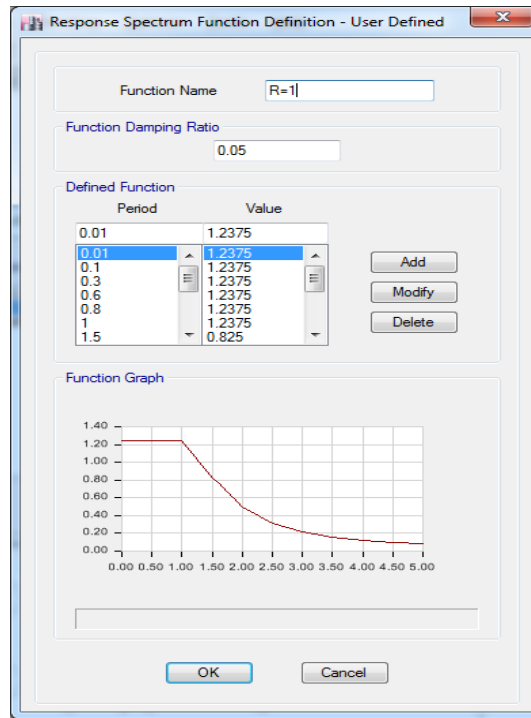 Response Spectrum Function Definition - User Defined
Function Name R=1
Function Damping Ratio
0.05
Defined Function
Period Value
0.01 1.2375
0.01 1.2375
0.1 1.2375
0.3 1.2375
0.6 1.2375
0.8 1.2375
1 1.2375
1.5 0.825
Add
Modify
Delete
Function Graph
1.40
1.20
1.00
0.80
0.60
0.40
0.20
0.00
0.00 0.50 1.00 1.50 2.00 2.50 3.00 3.50 4.00 4.50 5.00
OK Cancel